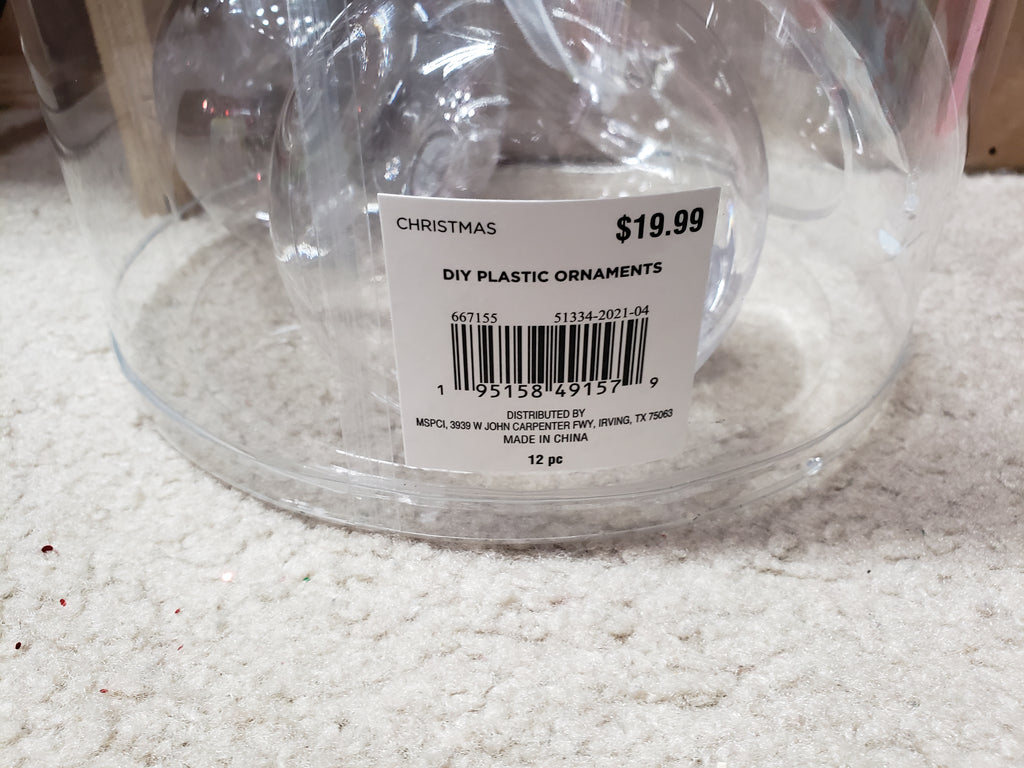 CHRISTMAS $19.99
DIY PLASTIC ORNAMENTS
667155 51334-2021-04
1 95158 49157 9
DISTRIBUTED BY
MSPCI, 3939 W JOHN CARPENTER FWY, IRVING, TX 75063
MADE IN CHINA
12 pc